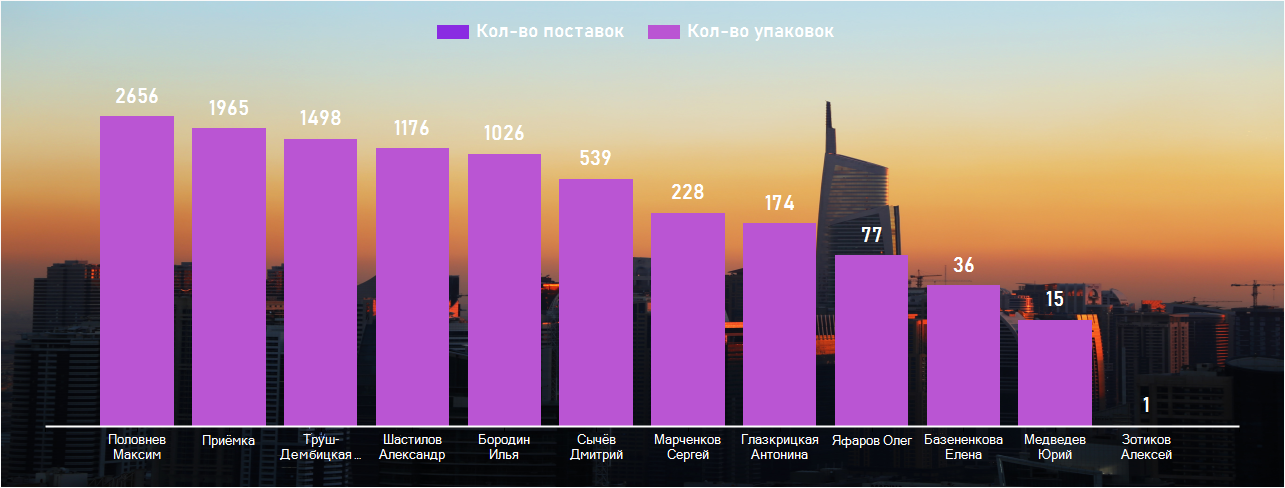 Кол-во поставок Кол-во упаковок
2656 1965 1498 1176 1026 539 228 174 77 36 15 1
Половнев Приёмка Труш- Шастилов Бородин Сычёв Марченков Глазкрицкая Яфаров Олег Базененкова Медведев Зотиков
Максим Дембицкая... Александр Илья Дмитрий Сергей Антонина Елена Юрий Алексей